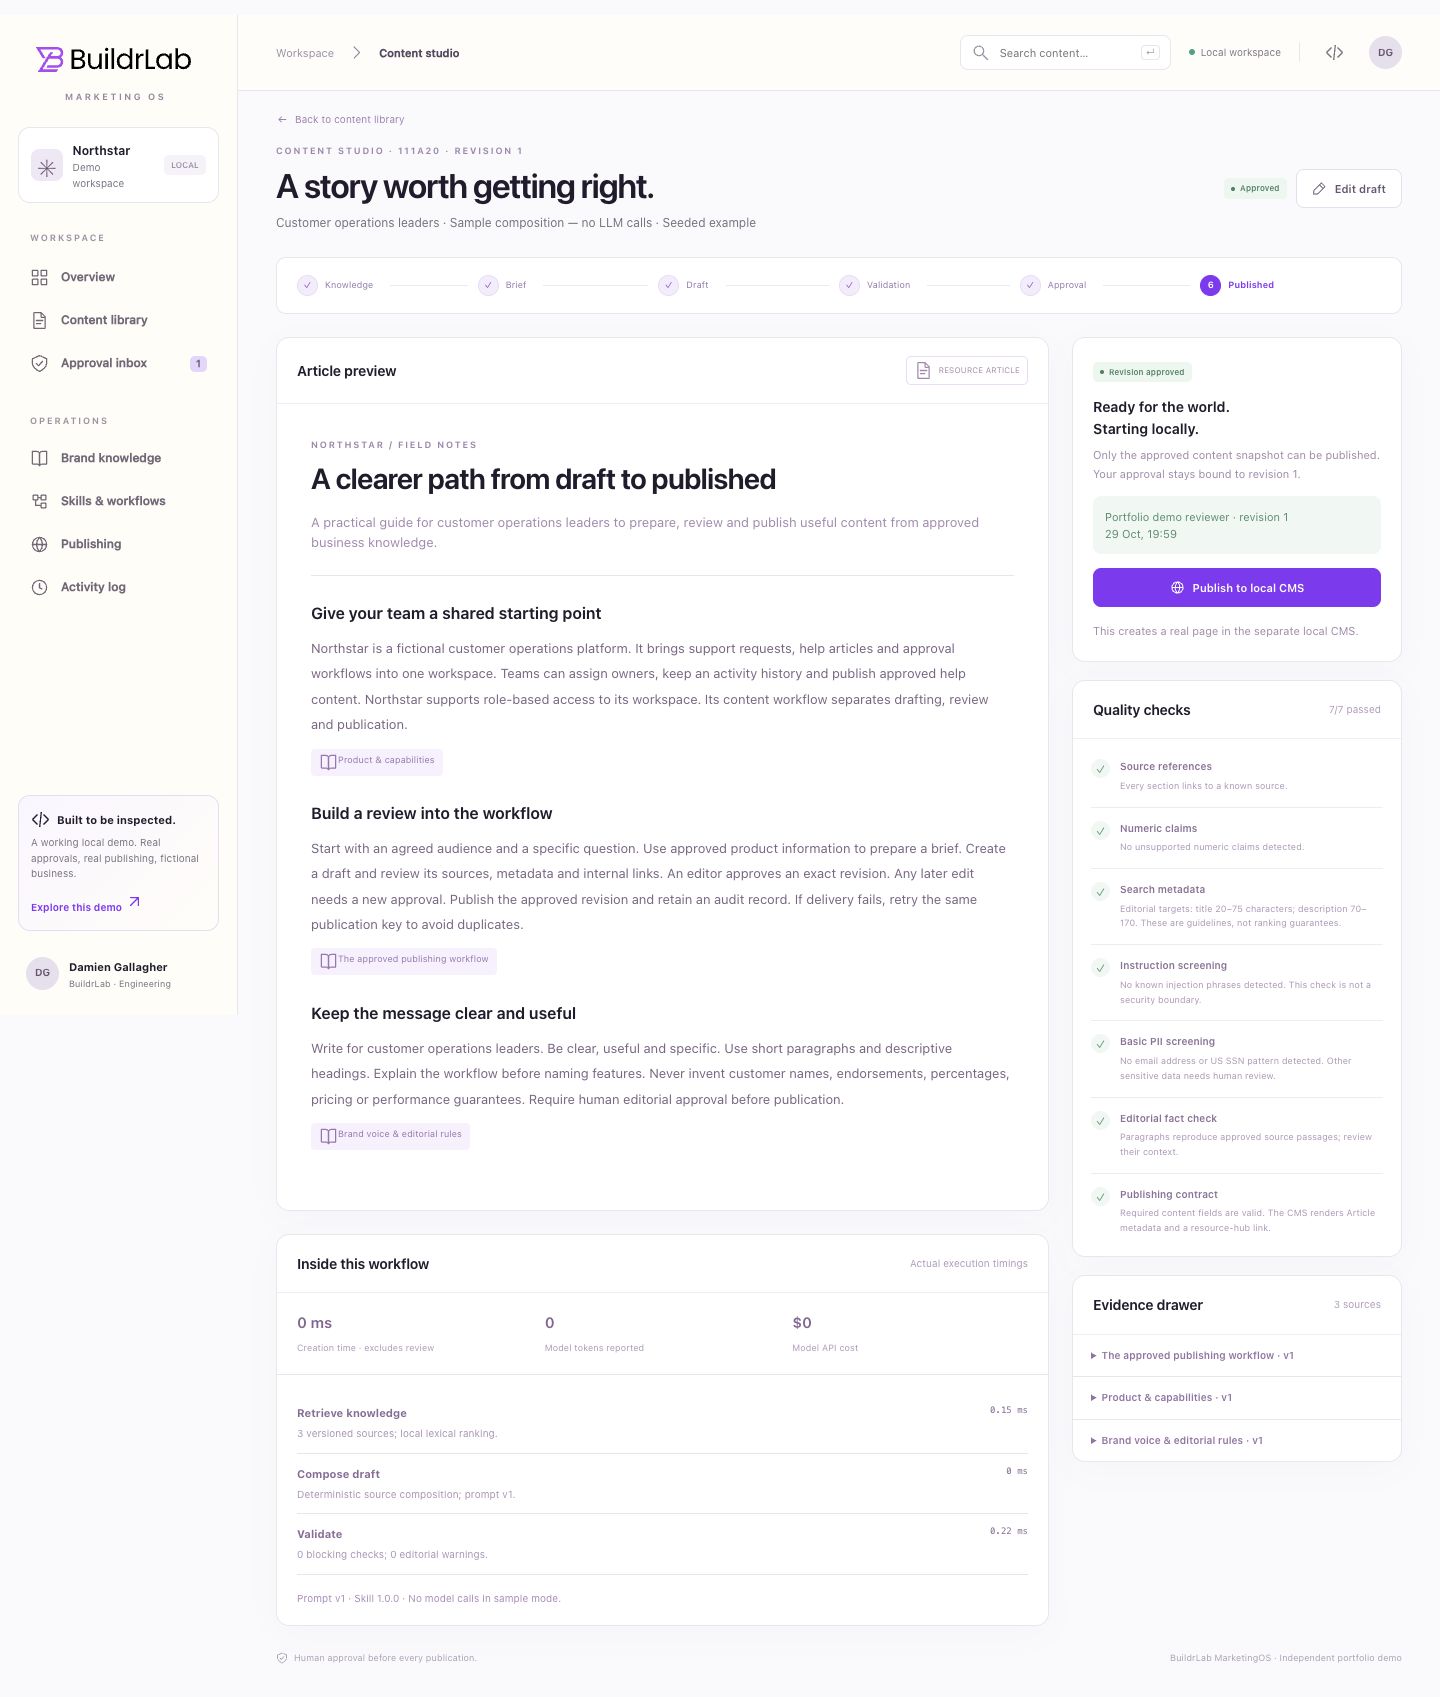 BuildrLab
MARKETING OS
Northstar
Demo
workspace
LOCAL
WORKSPACE
Overview
Content library
Approval inbox
1
OPERATIONS
Brand knowledge
Skills & workflows
Publishing
Activity log
Built to be inspected.
A working local demo. Real
approvals, real publishing, fictional
business.
Explore this demo
DG
Damien Gallagher
BuildrLab · Engineering
Workspace
Content studio
Search content...
Local workspace
DG
Back to content library
CONTENT STUDIO · 111A20 · REVISION 1
A story worth getting right.
Customer operations leaders · Sample composition — no LLM calls · Seeded example
Approved
Edit draft
Knowledge
Brief
Draft
Validation
Approval
6
Published
Article preview
RESOURCE ARTICLE
NORTHSTAR / FIELD NOTES
A clearer path from draft to published
A practical guide for customer operations leaders to prepare, review and publish useful content from approved
business knowledge.
Give your team a shared starting point
Northstar is a fictional customer operations platform. It brings support requests, help articles and approval
workflows into one workspace. Teams can assign owners, keep an activity history and publish approved help
content. Northstar supports role-based access to its workspace. Its content workflow separates drafting, review
and publication.
Product & capabilities
Build a review into the workflow
Start with an agreed audience and a specific question. Use approved product information to prepare a brief. Create
a draft and review its sources, metadata and internal links. An editor approves an exact revision. Any later edit
needs a new approval. Publish the approved revision and retain an audit record. If delivery fails, retry the same
publication key to avoid duplicates.
The approved publishing workflow
Keep the message clear and useful
Write for customer operations leaders. Be clear, useful and specific. Use short paragraphs and descriptive
headings. Explain the workflow before naming features. Never invent customer names, endorsements, percentages,
pricing or performance guarantees. Require human editorial approval before publication.
Brand voice & editorial rules
Inside this workflow
Actual execution timings
0 ms
Creation time · excludes review
0
Model tokens reported
$0
Model API cost
Retrieve knowledge
0.15 ms
3 versioned sources; local lexical ranking.
Compose draft
0 ms
Deterministic source composition; prompt v1.
Validate
0.22 ms
0 blocking checks; 0 editorial warnings.
Prompt v1 · Skill 1.0.0 · No model calls in sample mode.
Revision approved
Ready for the world.
Starting locally.
Only the approved content snapshot can be published.
Your approval stays bound to revision 1.
Portfolio demo reviewer · revision 1
29 Oct, 19:59
Publish to local CMS
This creates a real page in the separate local CMS.
Quality checks
7/7 passed
Source references
Every section links to a known source.
Numeric claims
No unsupported numeric claims detected.
Search metadata
Editorial targets: title 20–75 characters; description 70–
170. These are guidelines, not ranking guarantees.
Instruction screening
No known injection phrases detected. This check is not a
security boundary.
Basic PII screening
No email address or US SSN pattern detected. Other
sensitive data needs human review.
Editorial fact check
Paragraphs reproduce approved source passages; review
their context.
Publishing contract
Required content fields are valid. The CMS renders Article
metadata and a resource-hub link.
Evidence drawer
3 sources
The approved publishing workflow · v1
Product & capabilities · v1
Brand voice & editorial rules · v1
Human approval before every publication.
BuildrLab MarketingOS · Independent portfolio demo